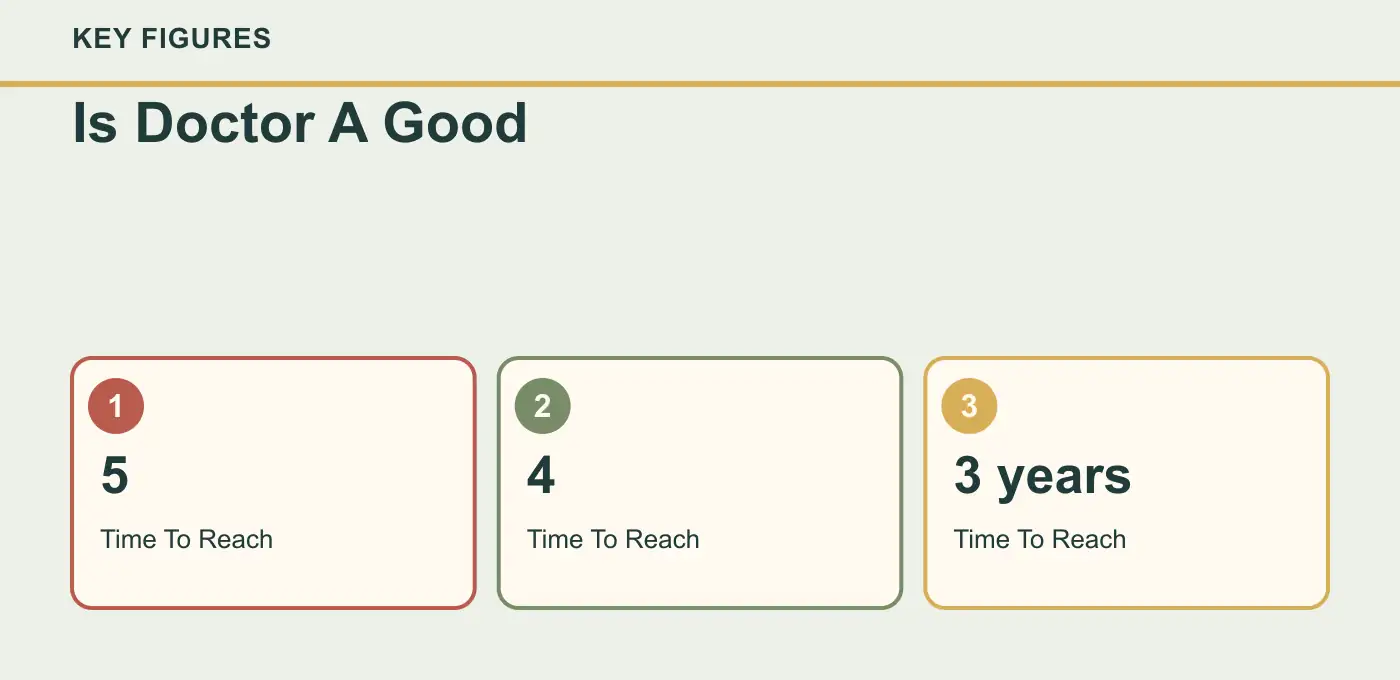 KEY FIGURES
Is Doctor A Good
1
5
Time To Reach
2
4
Time To Reach
3
3 years
Time To Reach